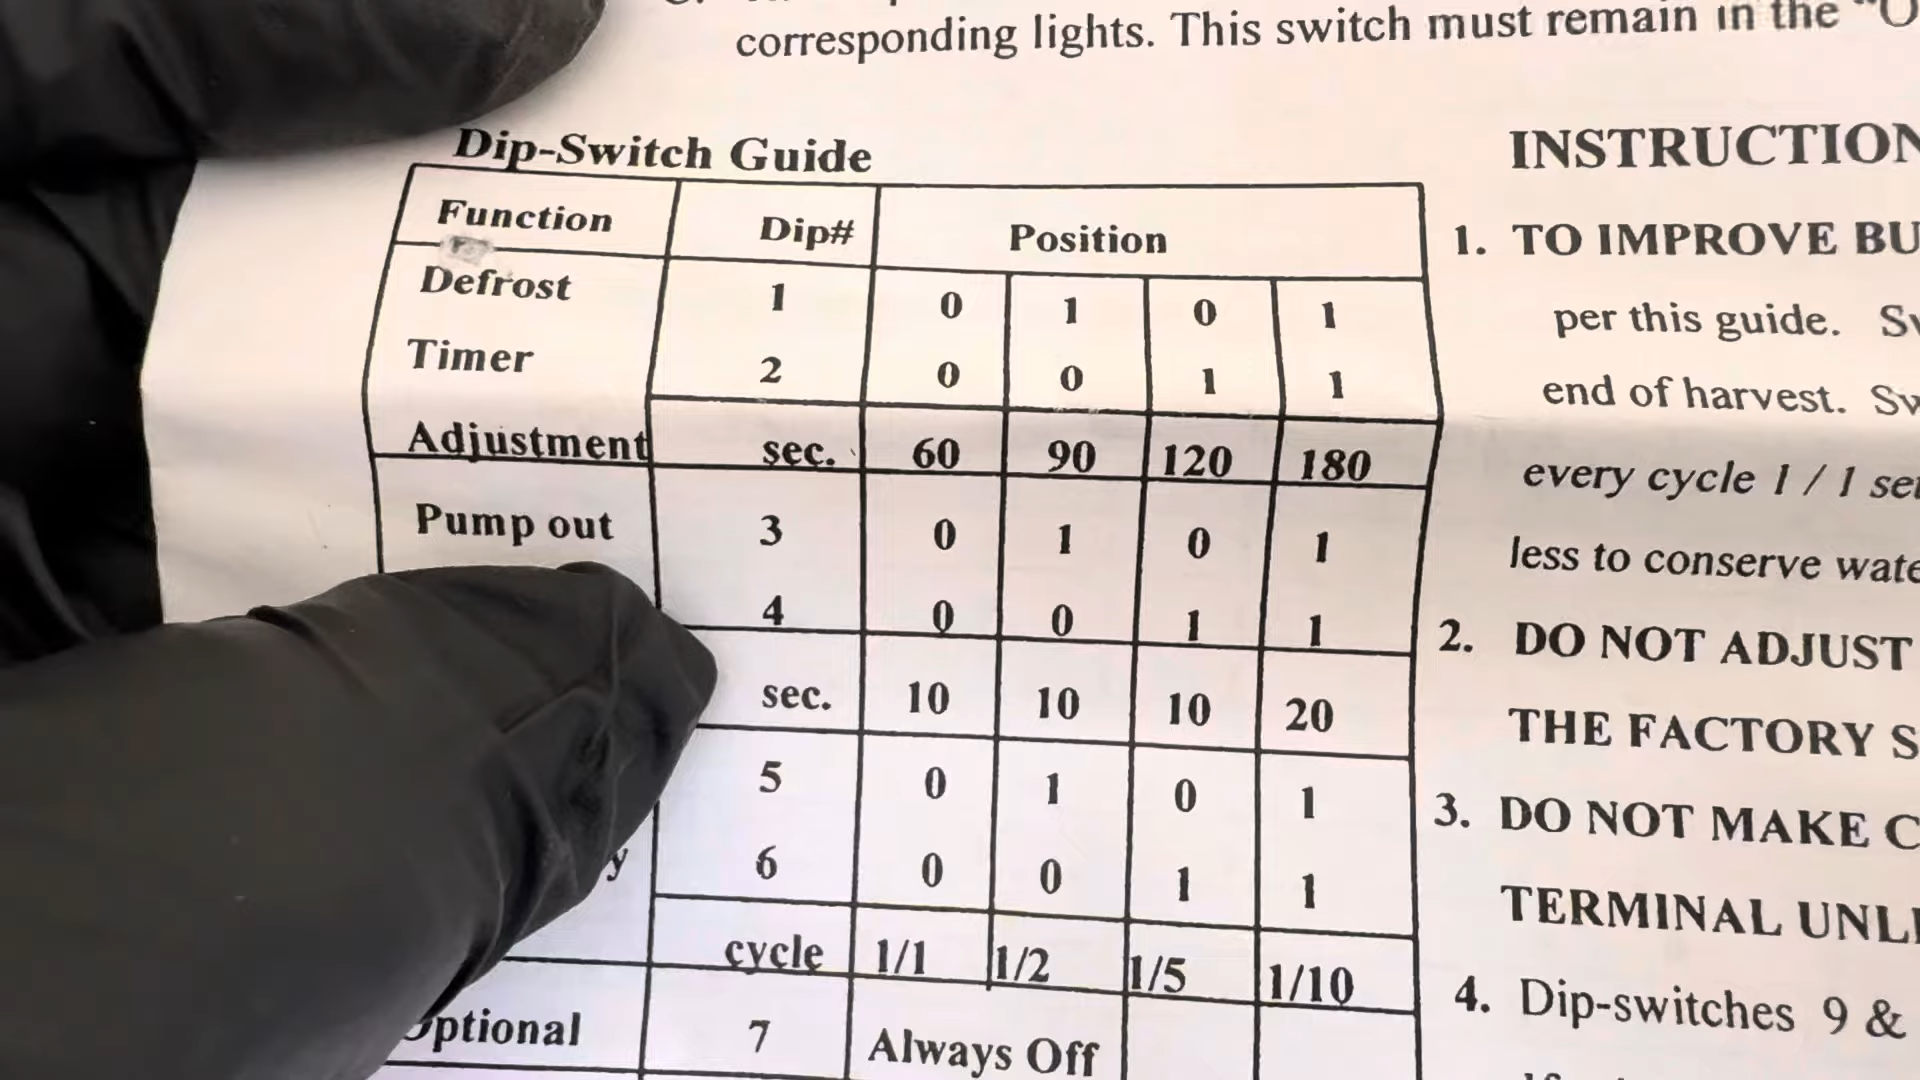 corresponding lights. This switch must remain in the
Dip-Switch Guide
Function Dip# Position
Defrost 1 0 1 0 1
Timer 2 0 0 1 1
Adjustment sec. 60 90 120 180
Pump out 3 0 1 0 1
4 0 0 1 1
sec. 10 10 10 20
5 0 1 0 1
6 0 0 1 1
cycle 1/1 1/2 1/5 1/10
ptional 7 Always Off
INSTRUCTION
1. TO IMPROVE BU
per this guide.
end of harvest.
every cycle 1 / 1 se
less to conserve wate
2. DO NOT ADJUST
THE FACTORY S
3. DO NOT MAKE C
TERMINAL UNL
4. Dip-switches 9 &